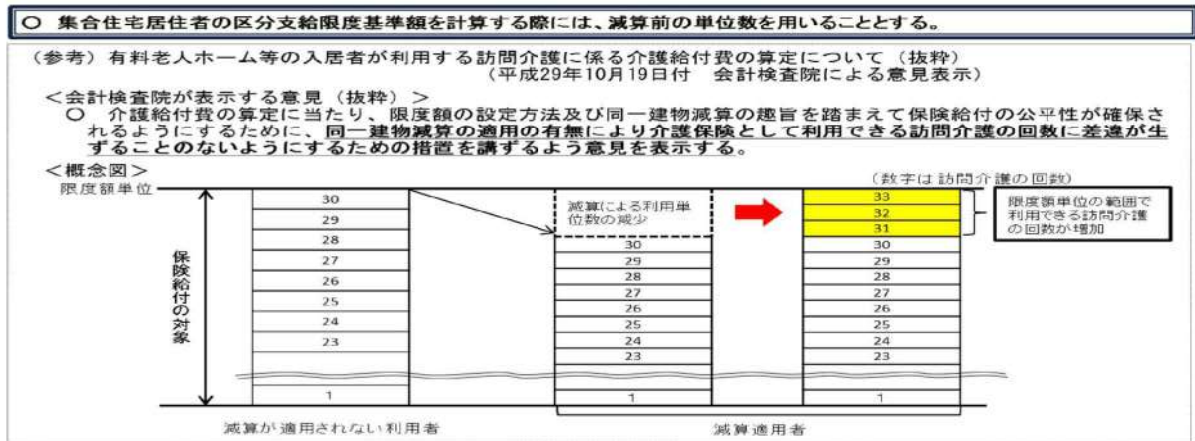 ○ 集合住宅居住者の区分支給限度基準額を計算する際には、減算前の単位数を用いることとする。
(参考)有料老人ホーム等の入居者が利用する訪問介護に係る介護給付費の算定について(抜粋)
(平成29年10月19日付 会計検査院による意見表示)
<会計検査院が表示する意見(抜粋)>
○ 介護給付費の算定に当たり、限度額の設定方法及び同一建物減算の趣旨を踏まえて保険給付の公平性が確保さ
れるようにするために、同一建物減算の適用の有無により介護保険として利用できる訪問介護の回数に差違が生
ずることのないようにするための措置を講ずるよう意見を表示する。
<概念図>
(数字は訪問介護の回数)
限度額単位
保険給付の対象
30
29
28
27
26
25
24
23
1
減算による利用単
位数の減少
30
29
28
27
26
25
24
23
1
33
32
31
30
29
28
27
26
25
24
23
1
限度額単位の範囲で
利用できる訪問介護
の回数が増加
減算が適用されない利用者
減算適用者